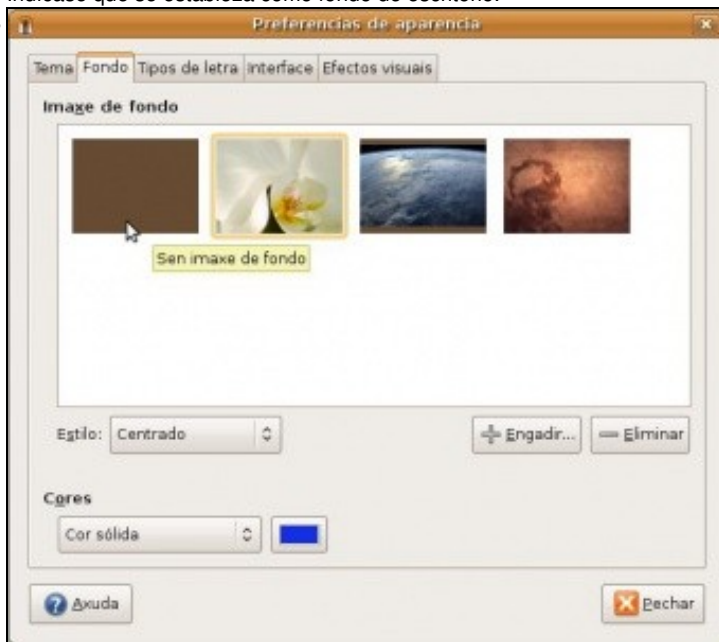 Preferencias de aparencia
Tema Fondo Tipos de letra Interface Efectos visuais
Imaxe de fondo
Sen imaxe de fondo
Estilo: Centrado
Engadir... Eliminar
Cores
Cor sólida
Axuda Pechar